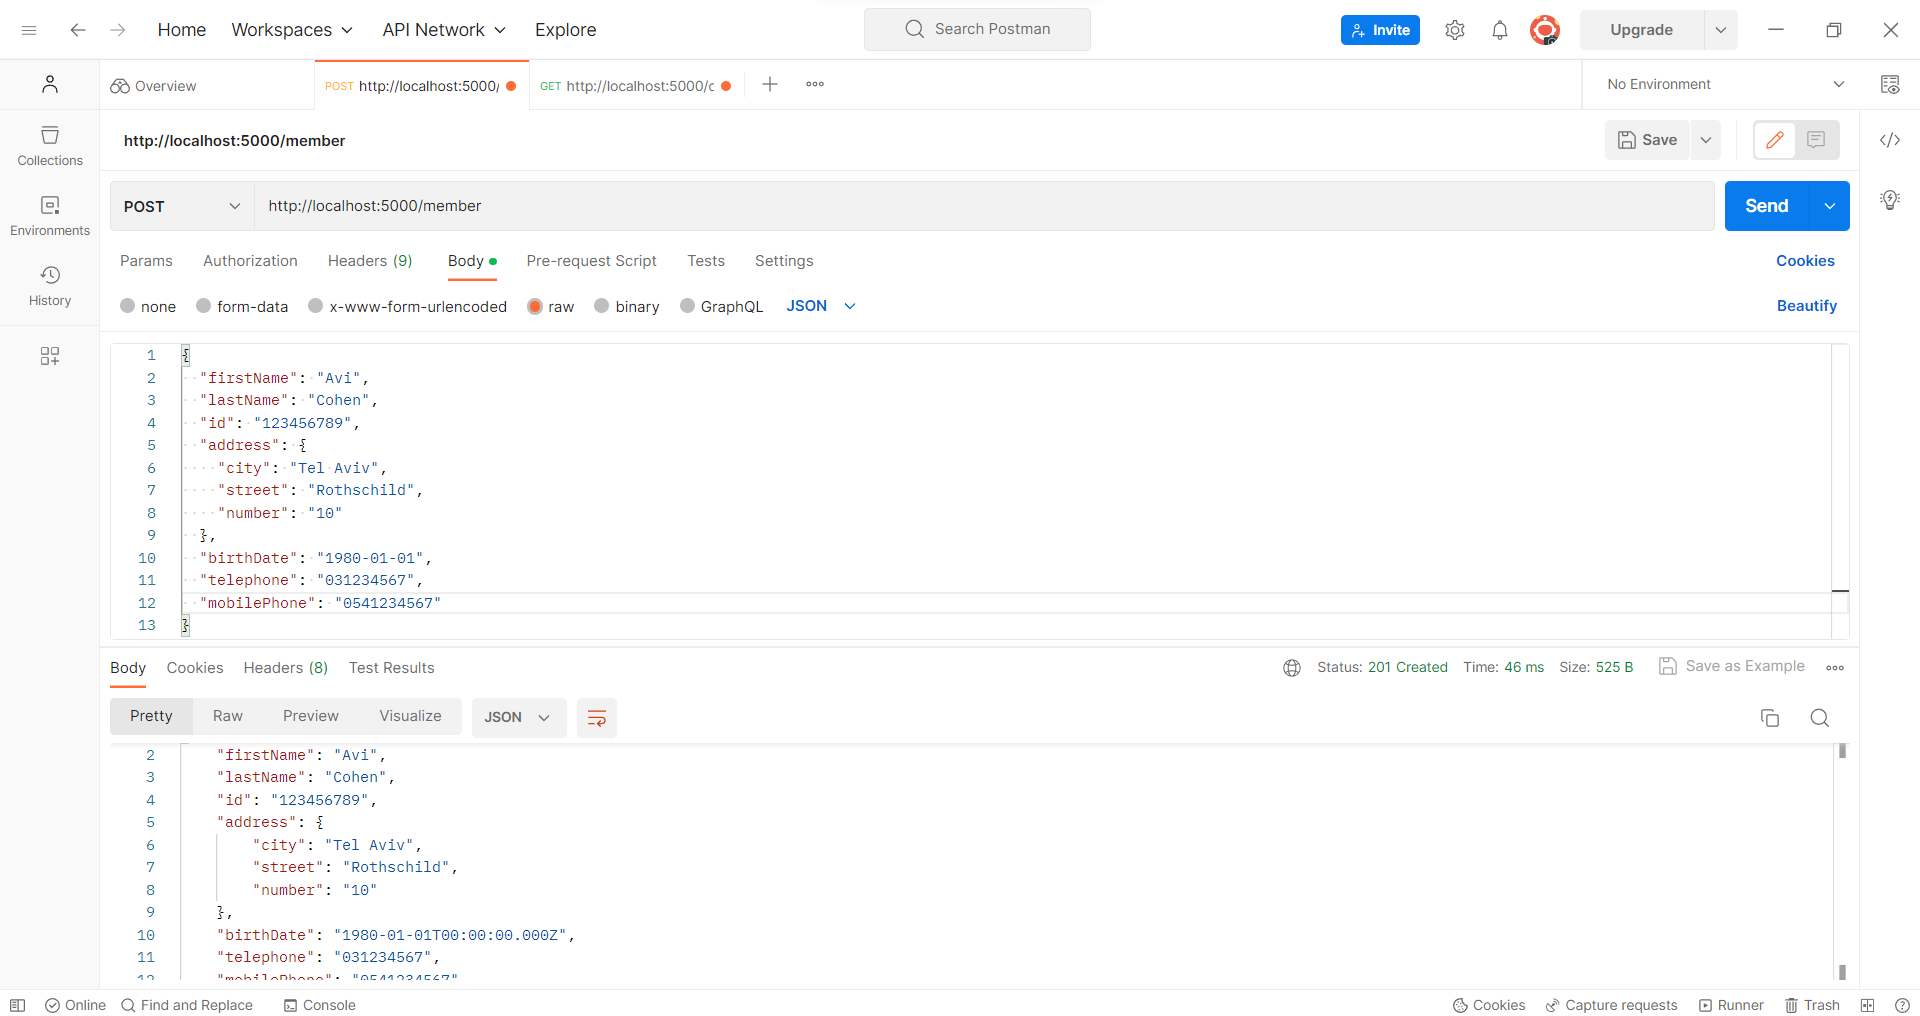 Home Workspaces API Network Explore Search Postman Invite Upgrade
Overview POST http://localhost:5000/ GET http://localhost:5000/c No Environment
http://localhost:5000/member Save
Collections
Environments
History
POST http://localhost:5000/member Send
Params Authorization Headers (9) Body Pre-request Script Tests Settings Cookies
none form-data x-www-form-urlencoded raw binary GraphQL JSON Beautify
1 {
2 "firstName": "Avi",
3 "lastName": "Cohen",
4 "id": "123456789",
5 "address": {
6 "city": "Tel Aviv",
7 "street": "Rothschild",
8 "number": "10"
9 },
10 "birthDate": "1980-01-01",
11 "telephone": "031234567",
12 "mobilePhone": "0541234567"
13 }
Body Cookies Headers (8) Test Results Status: 201 Created Time: 46 ms Size: 525 B Save as Example
Pretty Raw Preview Visualize JSON
2 "firstName": "Avi",
3 "lastName": "Cohen",
4 "id": "123456789",
5 "address": {
6 "city": "Tel Aviv",
7 "street": "Rothschild",
8 "number": "10"
9 },
10 "birthDate": "1980-01-01T00:00:00.000Z",
11 "telephone": "031234567",
12 "mobilePhone": "0541234567"
Online Find and Replace Console Cookies Capture requests Runner Trash